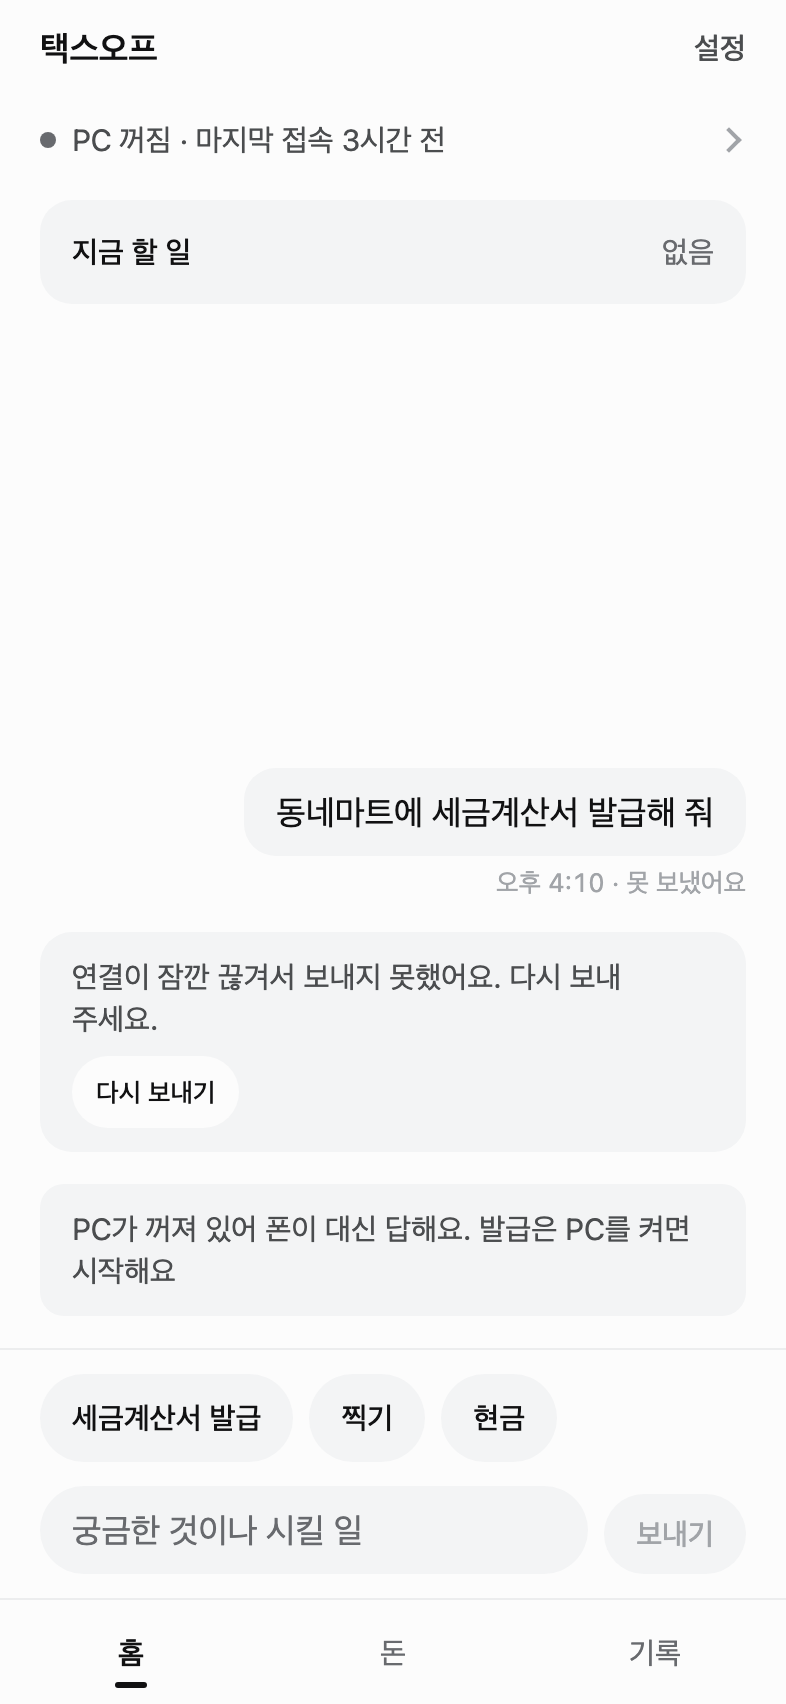 택스오프 설정
PC 꺼짐 · 마지막 접속 3시간 전
지금 할 일 없음
동네마트에 세금계산서 발급해 줘
오후 4:10 · 못 보냈어요
연결이 잠깐 끊겨서 보내지 못했어요. 다시 보내
주세요.
다시 보내기
PC가 꺼져 있어 폰이 대신 답해요. 발급은 PC를 켜면
시작해요
세금계산서 발급 찍기 현금
궁금한 것이나 시킬 일 보내기
홈 돈 기록